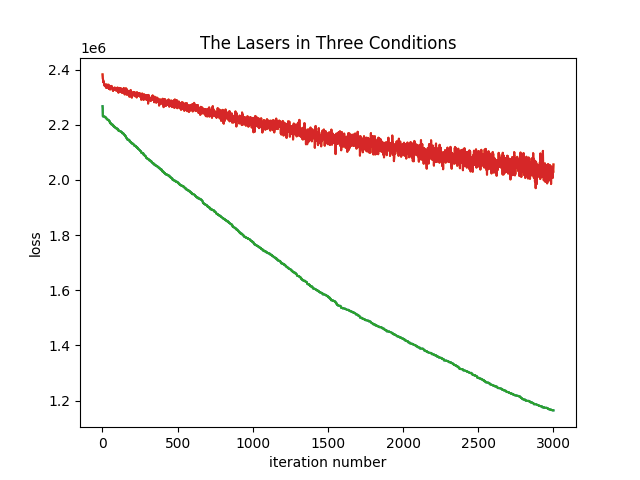 The Lasers in Three Conditions
1e6
2.4
2.2
2.0
1.8
1.6
1.4
1.2
loss
0 500 1000 1500 2000 2500 3000
iteration number